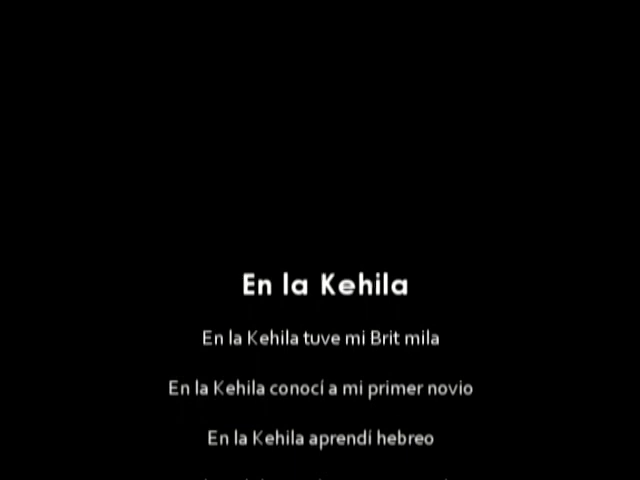 En la Kehila
En la Kehila tuve mi Brit mila
En la Kehila conocí a mi primer novio
En la Kehila aprendí hebreo